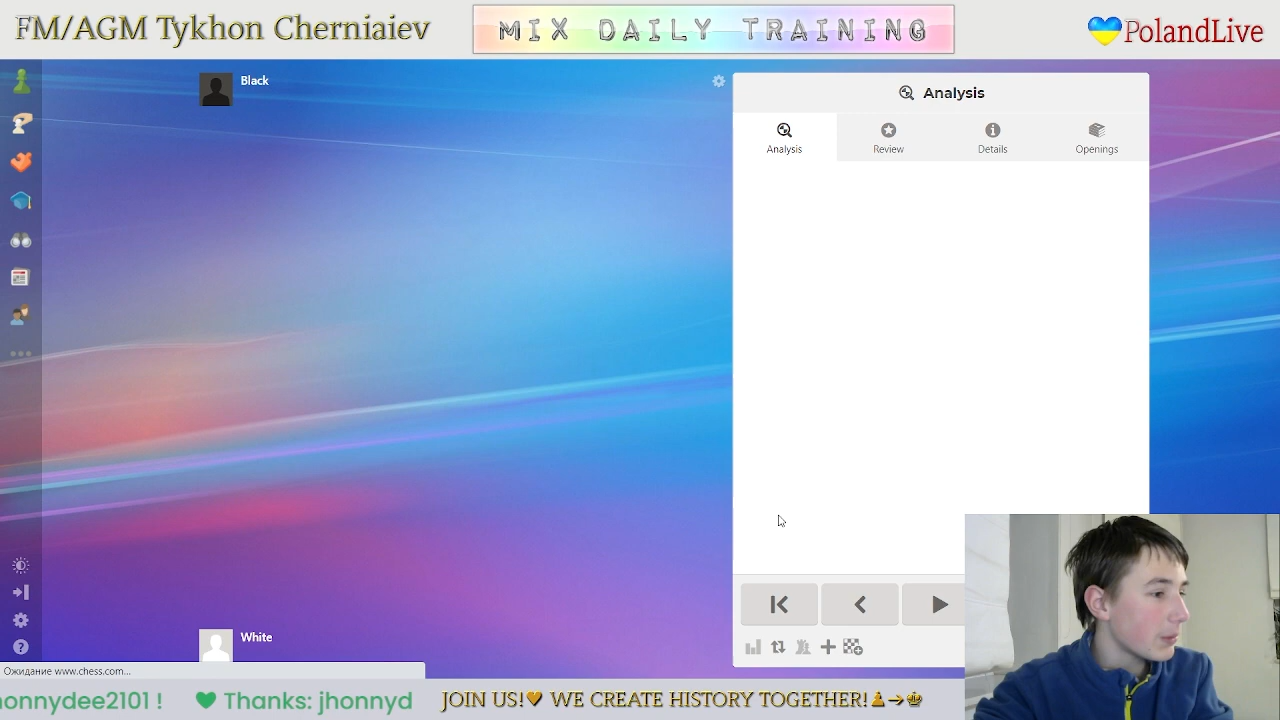 FM/AGM Tykhon Cherniaiev
MIX DAILY TRAINING
PolandLive
Black
Analysis
Analysis
Review
Details
Openings
White
Ожидание www.chess.com...
honnydee2101 !
Thanks: jhonnyd
JOIN US! WE CREATE HISTORY TOGETHER!